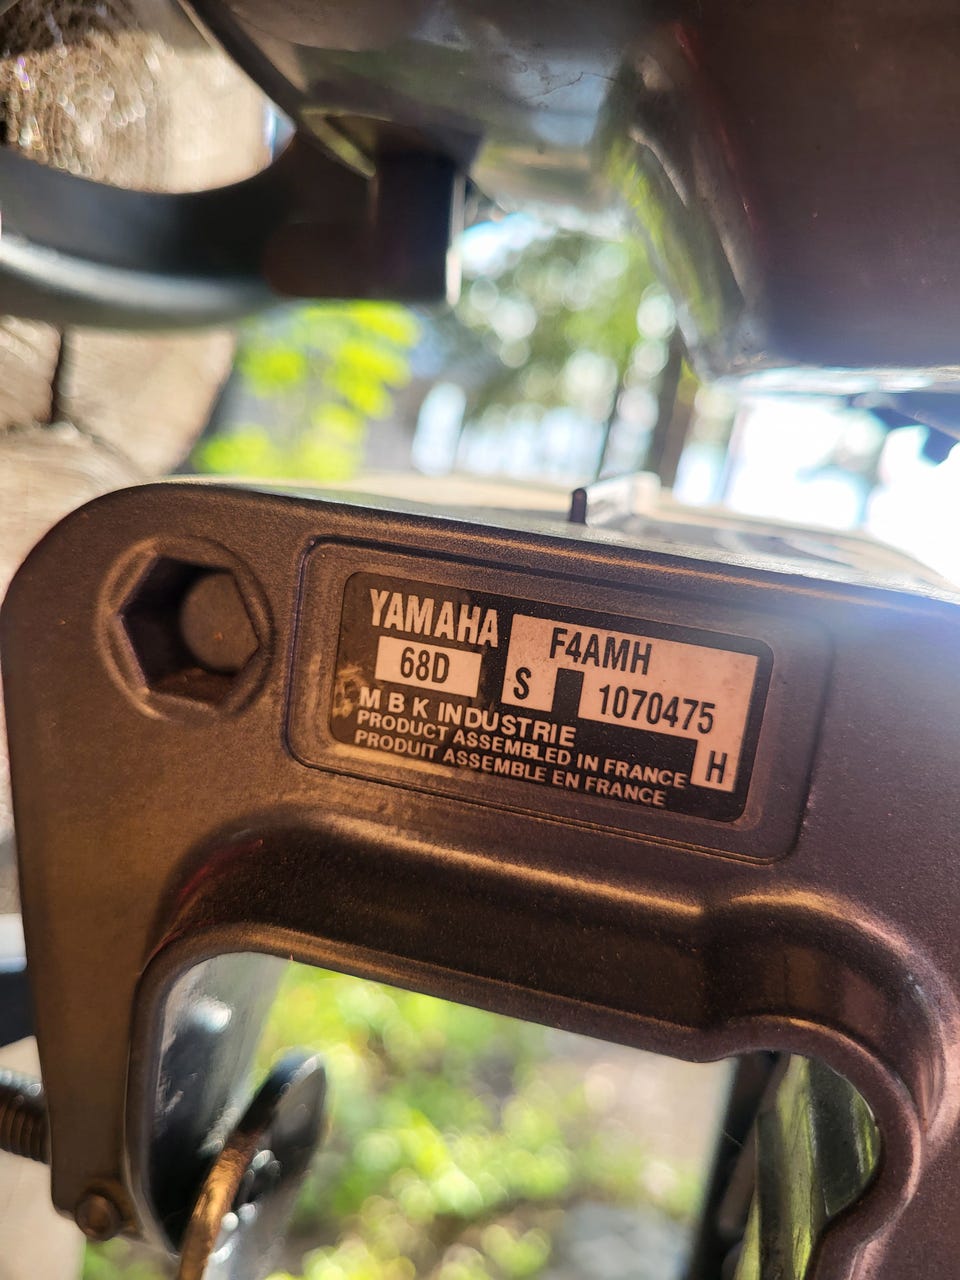 YAMAHA
F4AMH
68D
S
1070475
M B K INDUSTRIE
PRODUCT ASSEMBLED IN FRANCE
PRODUIT ASSEMBLE EN FRANCE
H